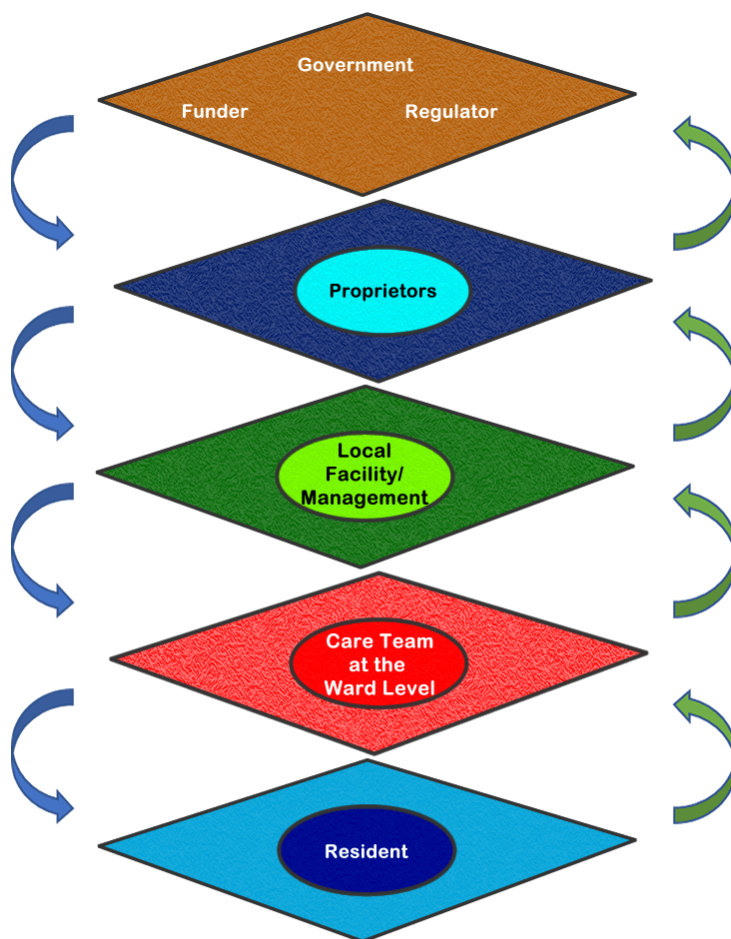 Government
Funder Regulator
Proprietors
Local
Facility/
Management
Care Team
at the
Ward Level
Resident